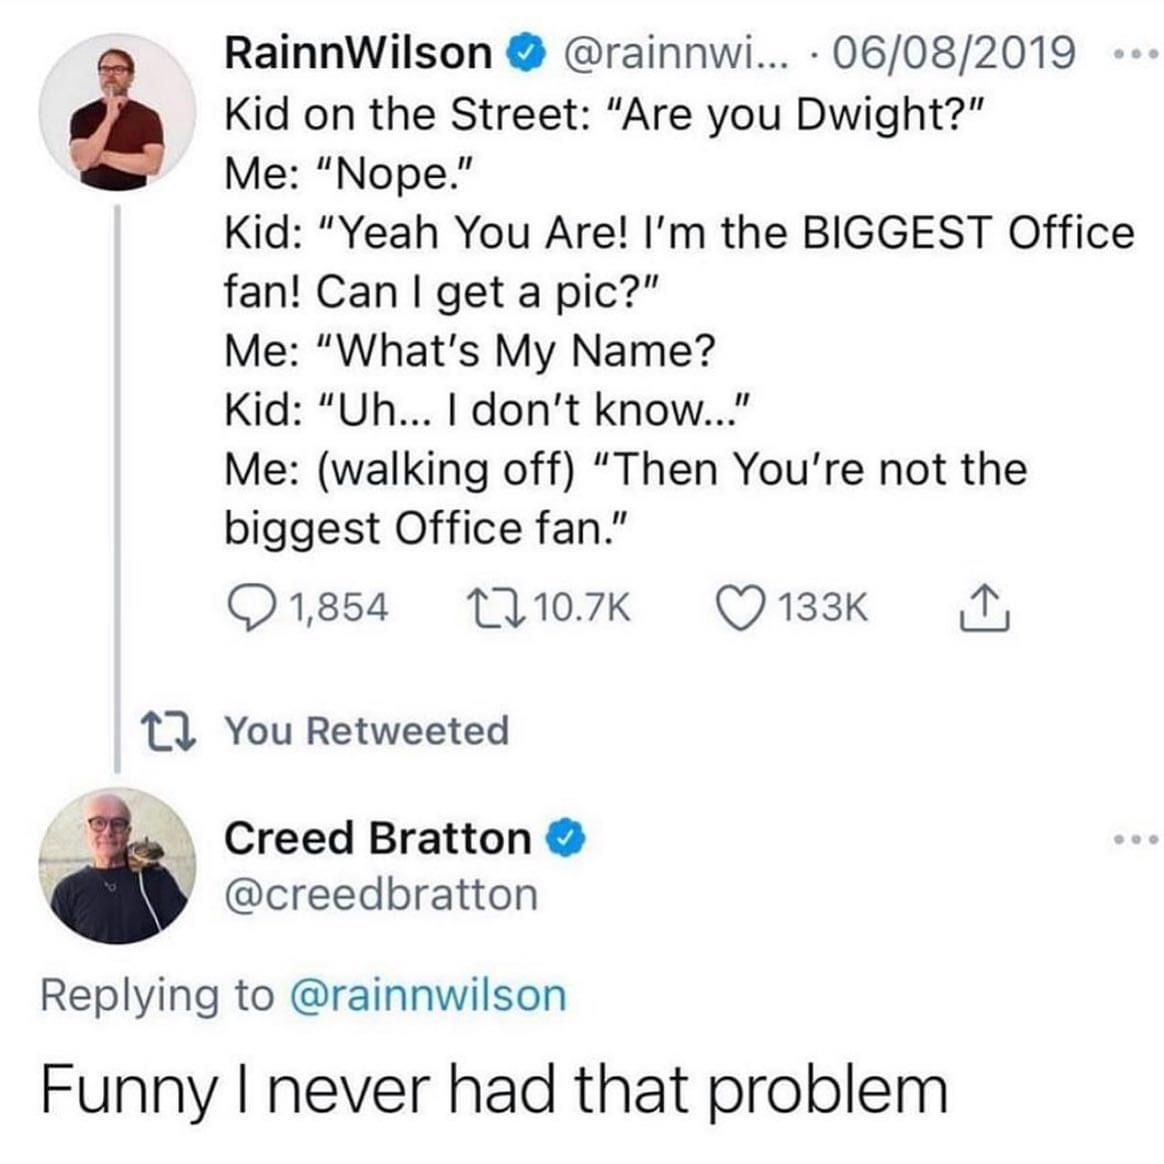 RainnWilson @rainnwi... · 06/08/2019
Kid on the Street: "Are you Dwight?"
Me: "Nope."
Kid: "Yeah You Are! I'm the BIGGEST Office
fan! Can I get a pic?"
Me: "What's My Name?
Kid: "Uh... I don't know..."
Me: (walking off) "Then You're not the
biggest Office fan."
1,854 10.7K 133K
You Retweeted
Creed Bratton
@creedbratton
Replying to @rainnwilson
Funny I never had that problem